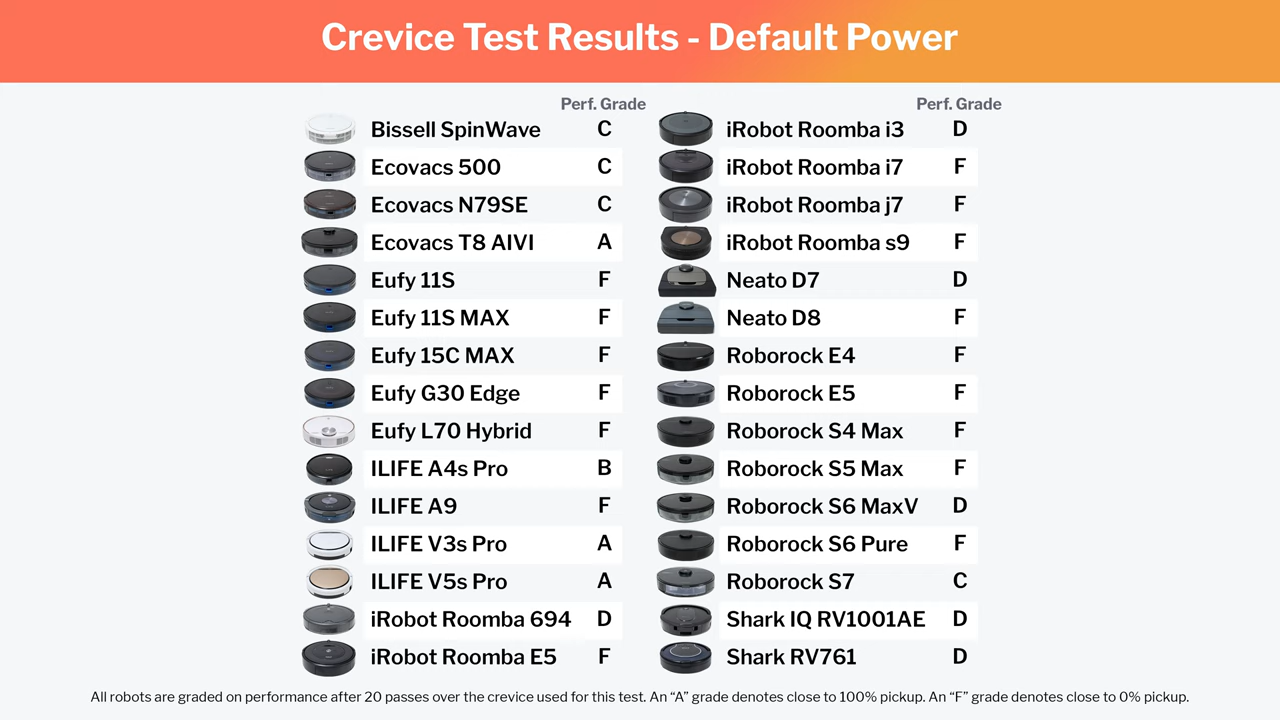 Crevice Test Results - Default Power
Perf. Grade
Bissell SpinWave C
Ecovacs 500 C
Ecovacs N79SE C
Ecovacs T8 AIVI A
Eufy 11S F
Eufy 11S MAX F
Eufy 15C MAX F
Eufy G30 Edge F
Eufy L70 Hybrid F
ILIFE A4s Pro B
ILIFE A9 F
ILIFE V3s Pro A
ILIFE V5s Pro A
iRobot Roomba 694 D
iRobot Roomba E5 F
Perf. Grade
iRobot Roomba i3 D
iRobot Roomba i7 F
iRobot Roomba j7 F
iRobot Roomba s9 F
Neato D7 D
Neato D8 F
Roborock E4 F
Roborock E5 F
Roborock S4 Max F
Roborock S5 Max F
Roborock S6 MaxV D
Roborock S6 Pure F
Roborock S7 C
Shark IQ RV1001AE D
Shark RV761 D
All robots are graded on performance after 20 passes over the crevice used for this test. An “A” grade denotes close to 100% pickup. An “F” grade denotes close to 0% pickup.